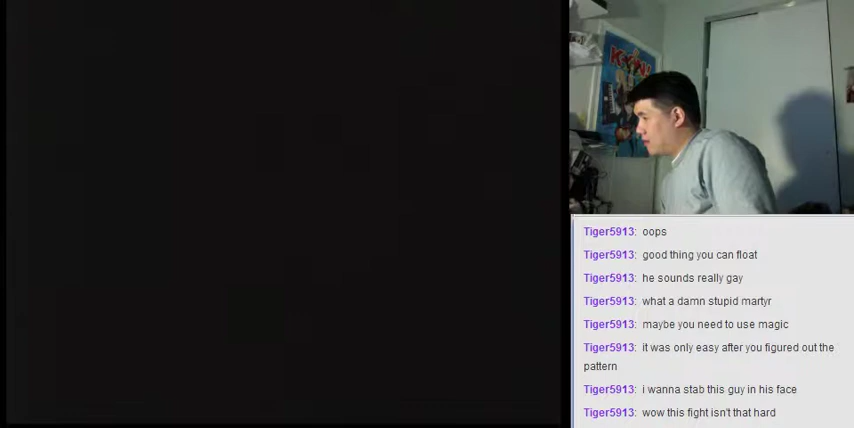 Tiger5913: oops
Tiger5913: good thing you can float
Tiger5913: he sounds really gay
Tiger5913: what a damn stupid martyr
Tiger5913: maybe you need to use magic
Tiger5913: it was only easy after you figured out the
pattern
Tiger5913: i wanna stab this guy in his face
Tiger5913: wow this fight isn't that hard